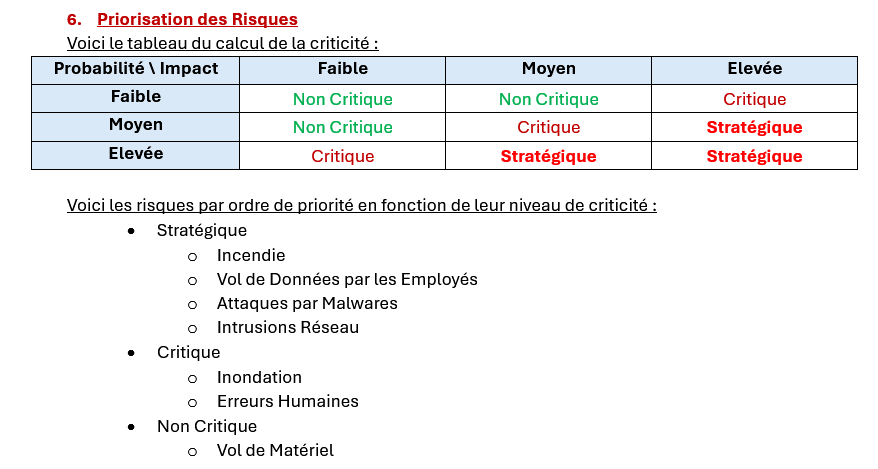 6. Priorisation des Risques
Voici le tableau du calcul de la criticité :
Probabilité \ Impact Faible Moyen Elevée
Faible Non Critique Non Critique Critique
Moyen Non Critique Critique Stratégique
Elevée Critique Stratégique Stratégique
Voici les risques par ordre de priorité en fonction de leur niveau de criticité :
• Stratégique
o Incendie
o Vol de Données par les Employés
o Attaques par Malwares
o Intrusions Réseau
• Critique
o Inondation
o Erreurs Humaines
• Non Critique
o Vol de Matériel